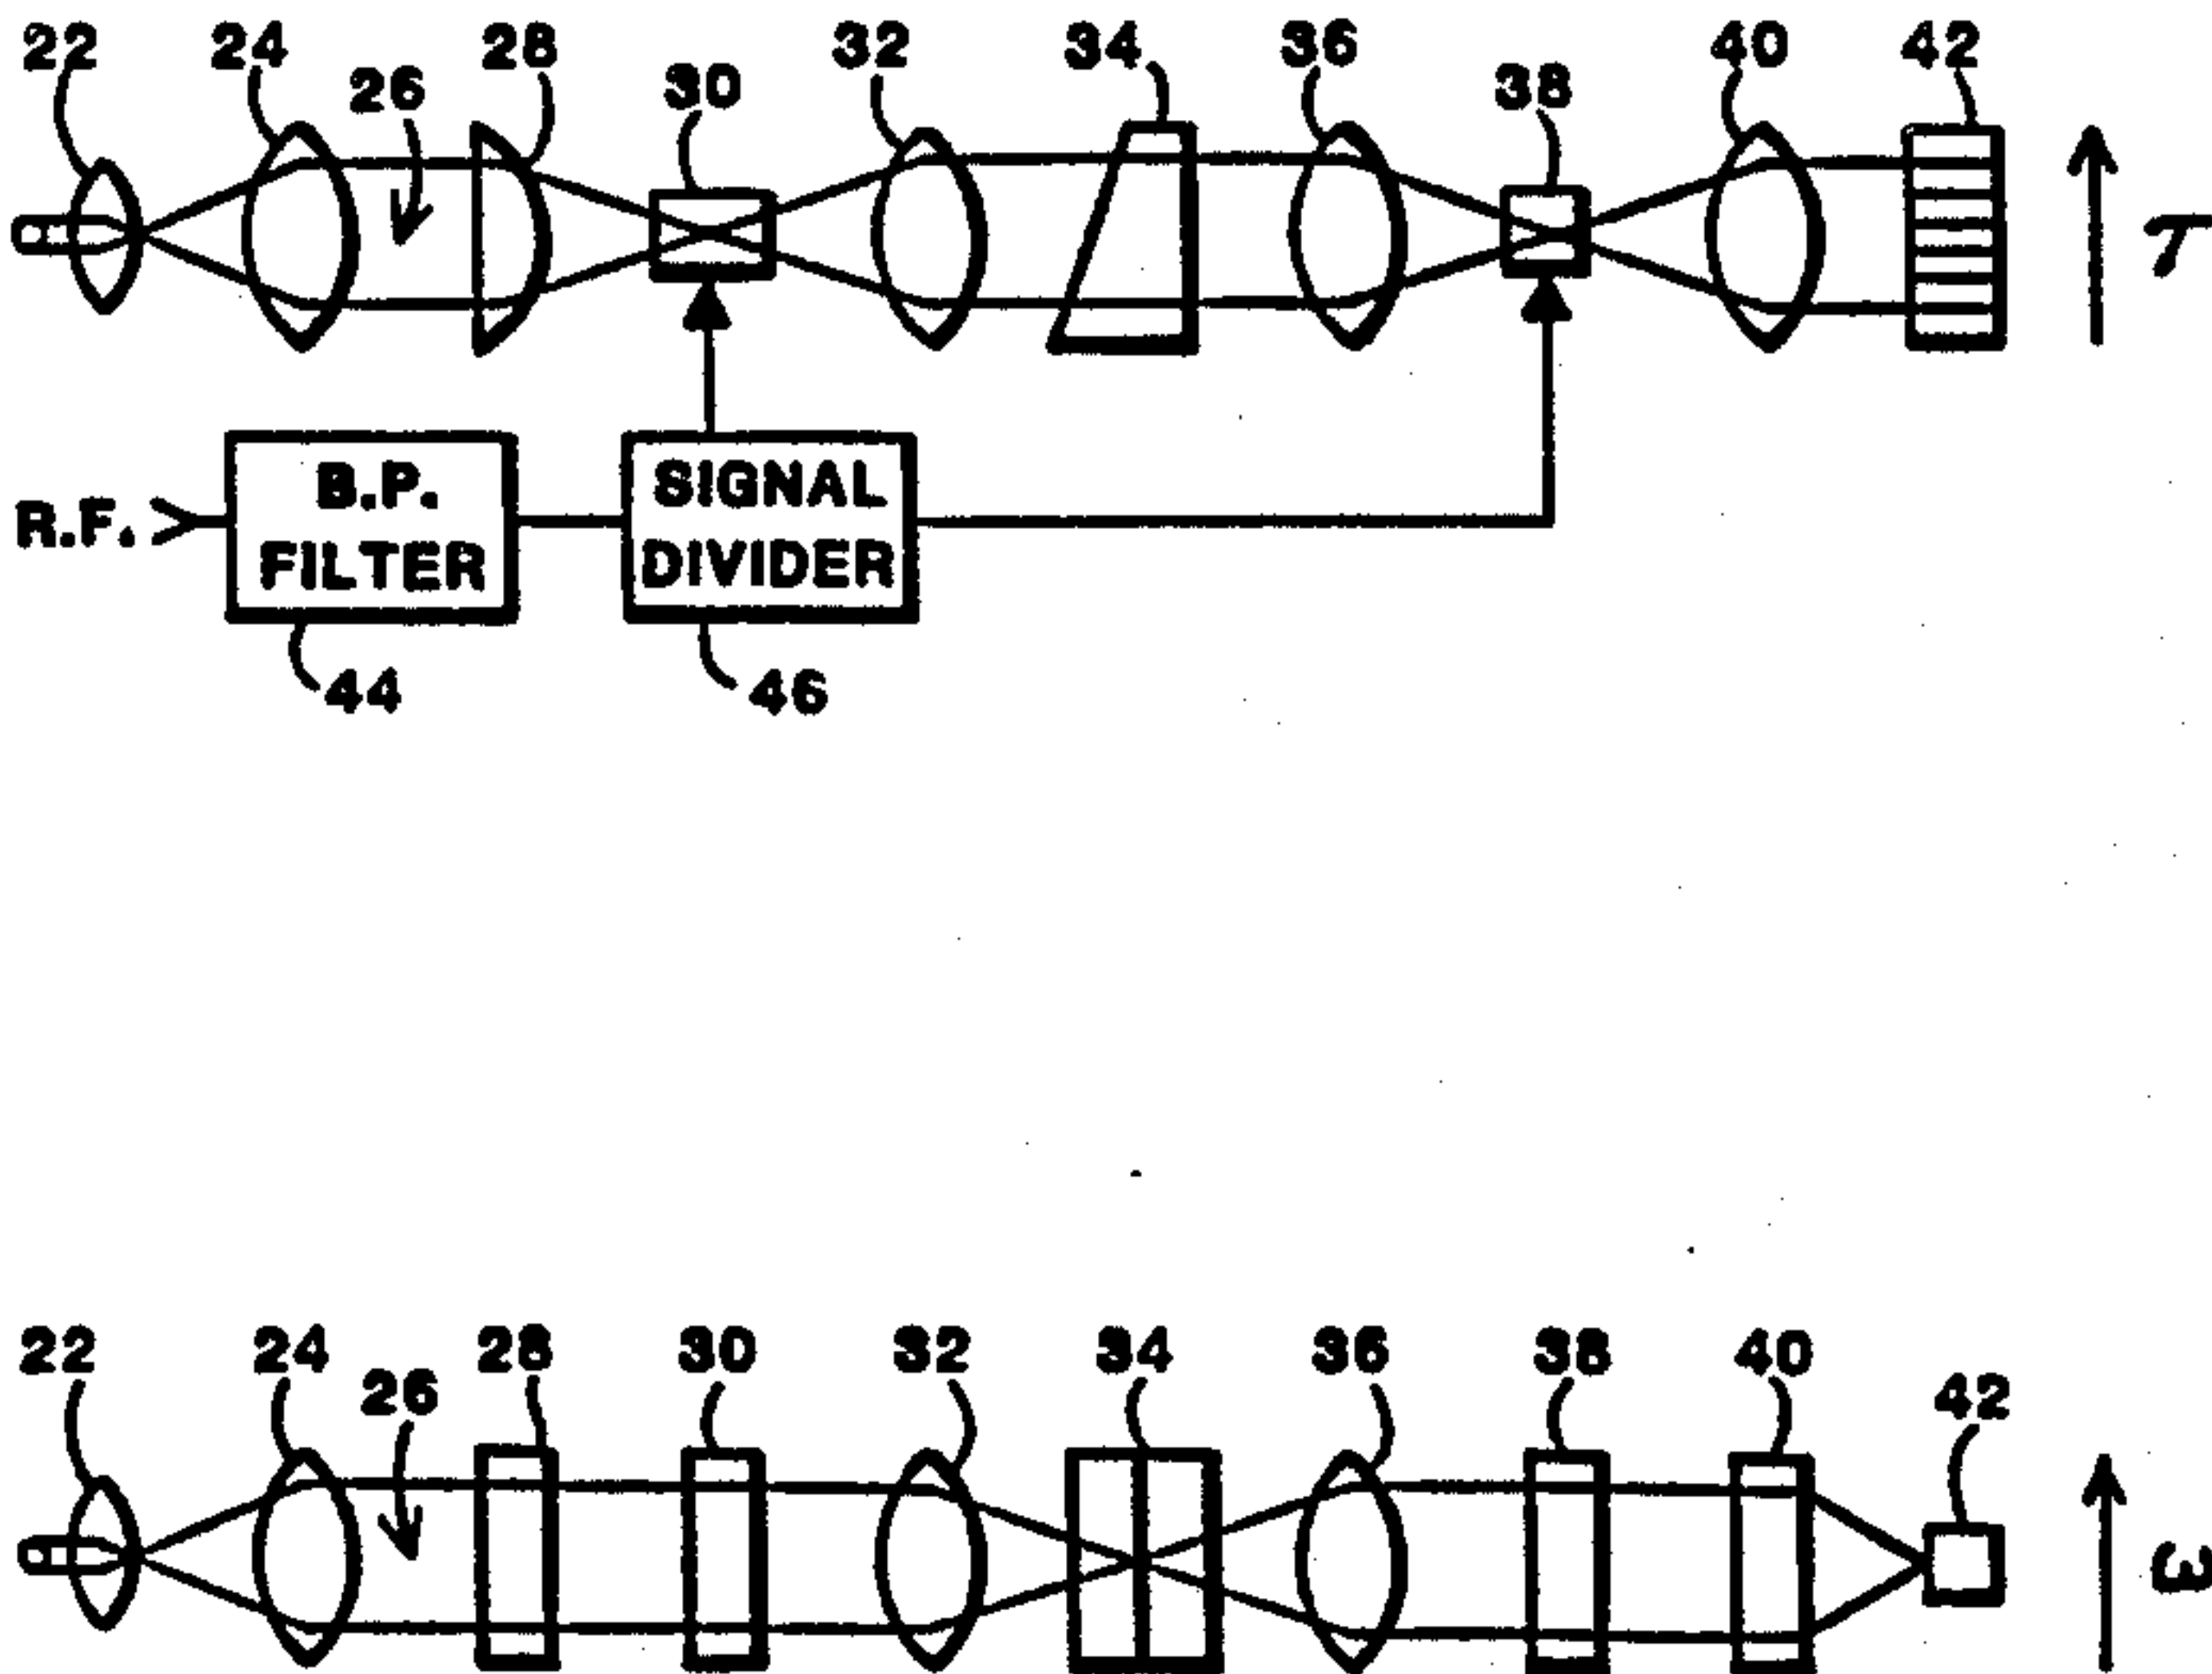 22 24 26 28 30 32 34 36 38 40 42
τ
R.F. B.P. FILTER SIGNAL DIVIDER
44 46
22 24 26 28 30 32 34 36 38 40 42
ω